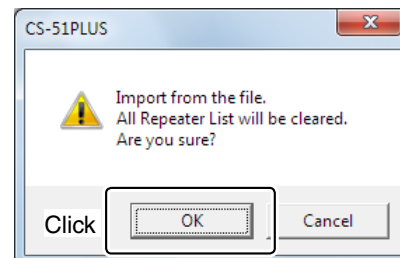 CS-51PLUS
Import from the file.
All Repeater List will be cleared.
Are you sure?
Click
OK
Cancel